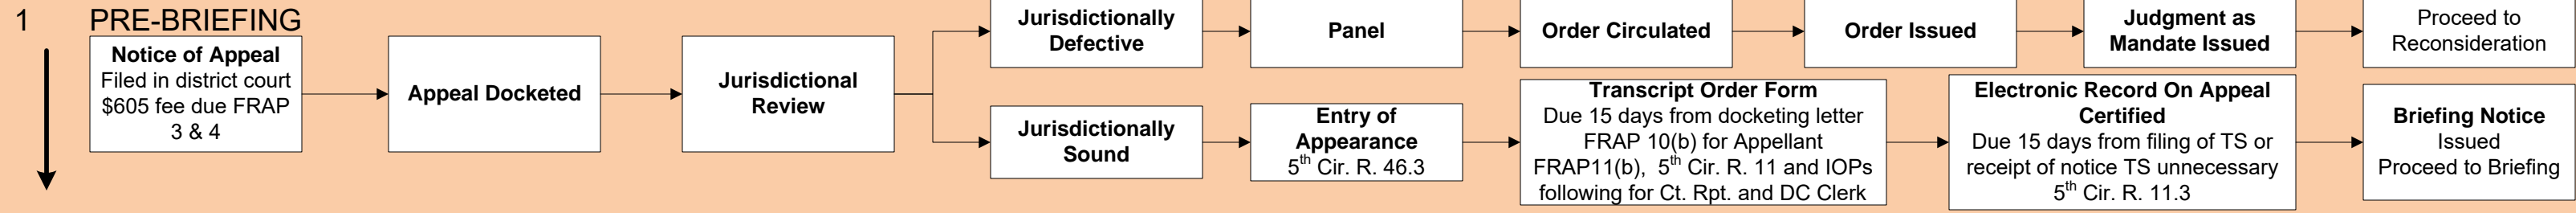 1 PRE-BRIEFING
Notice of Appeal
Filed in district court
$605 fee due FRAP
3 & 4
Appeal Docketed
Jurisdictional
Review
Jurisdictionally
Defective
Panel
Order Circulated
Order Issued
Judgment as
Mandate Issued
Proceed to
Reconsideration
Jurisdictionally
Sound
Entry of
Appearance
5th Cir. R. 46.3
Transcript Order Form
Due 15 days from docketing letter
FRAP 10(b) for Appellant
FRAP11(b), 5th Cir. R. 11 and IOPs
following for Ct. Rpt. and DC Clerk
Electronic Record On Appeal
Certified
Due 15 days from filing of TS or
receipt of notice TS unnecessary
5th Cir. R. 11.3
Briefing Notice
Issued
Proceed to Briefing